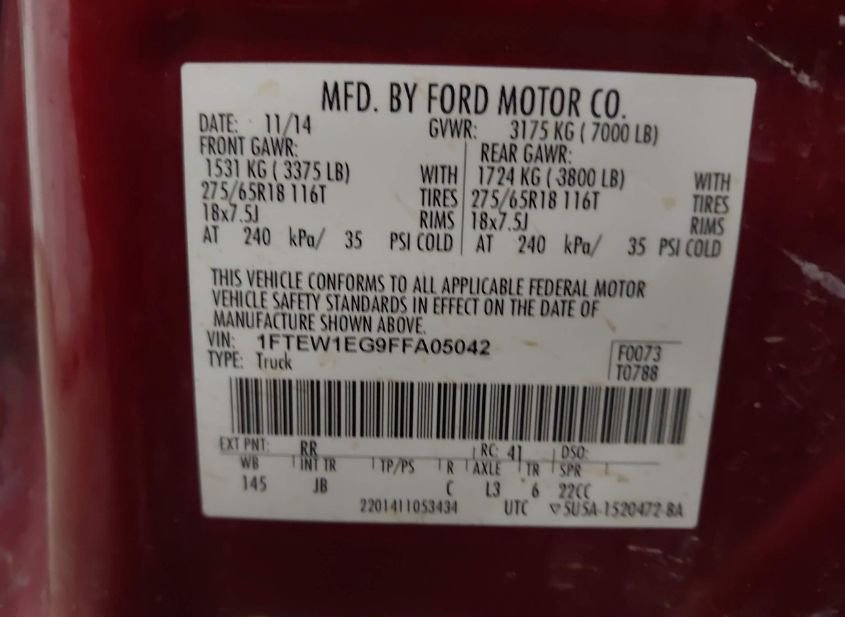 MFD. BY FORD MOTOR CO.
DATE: 11/14 GVWR: 3175 KG ( 7000 LB)
FRONT GAWR: REAR GAWR:
1531 KG ( 3375 LB) WITH 1724 KG ( 3800 LB) WITH
275/65R18 116T TIRES 275/65R18 116T TIRES
18x7.5J RIMS 18x7.5J RIMS
AT 240 kPa/ 35 PSI COLD AT 240 kPa/ 35 PSI COLD
THIS VEHICLE CONFORMS TO ALL APPLICABLE FEDERAL MOTOR
VEHICLE SAFETY STANDARDS IN EFFECT ON THE DATE OF
MANUFACTURE SHOWN ABOVE.
VIN: 1FTEW1EG9FFA05042 F0073
TYPE: Truck T0788
EXT PNT: RR RC: 41 DSO:
WB INT TR TP/PS R AXLE TR SPR
145 JB C L3 6 22CC
2201411053434 UTC ▽5U5A-1520472-BA